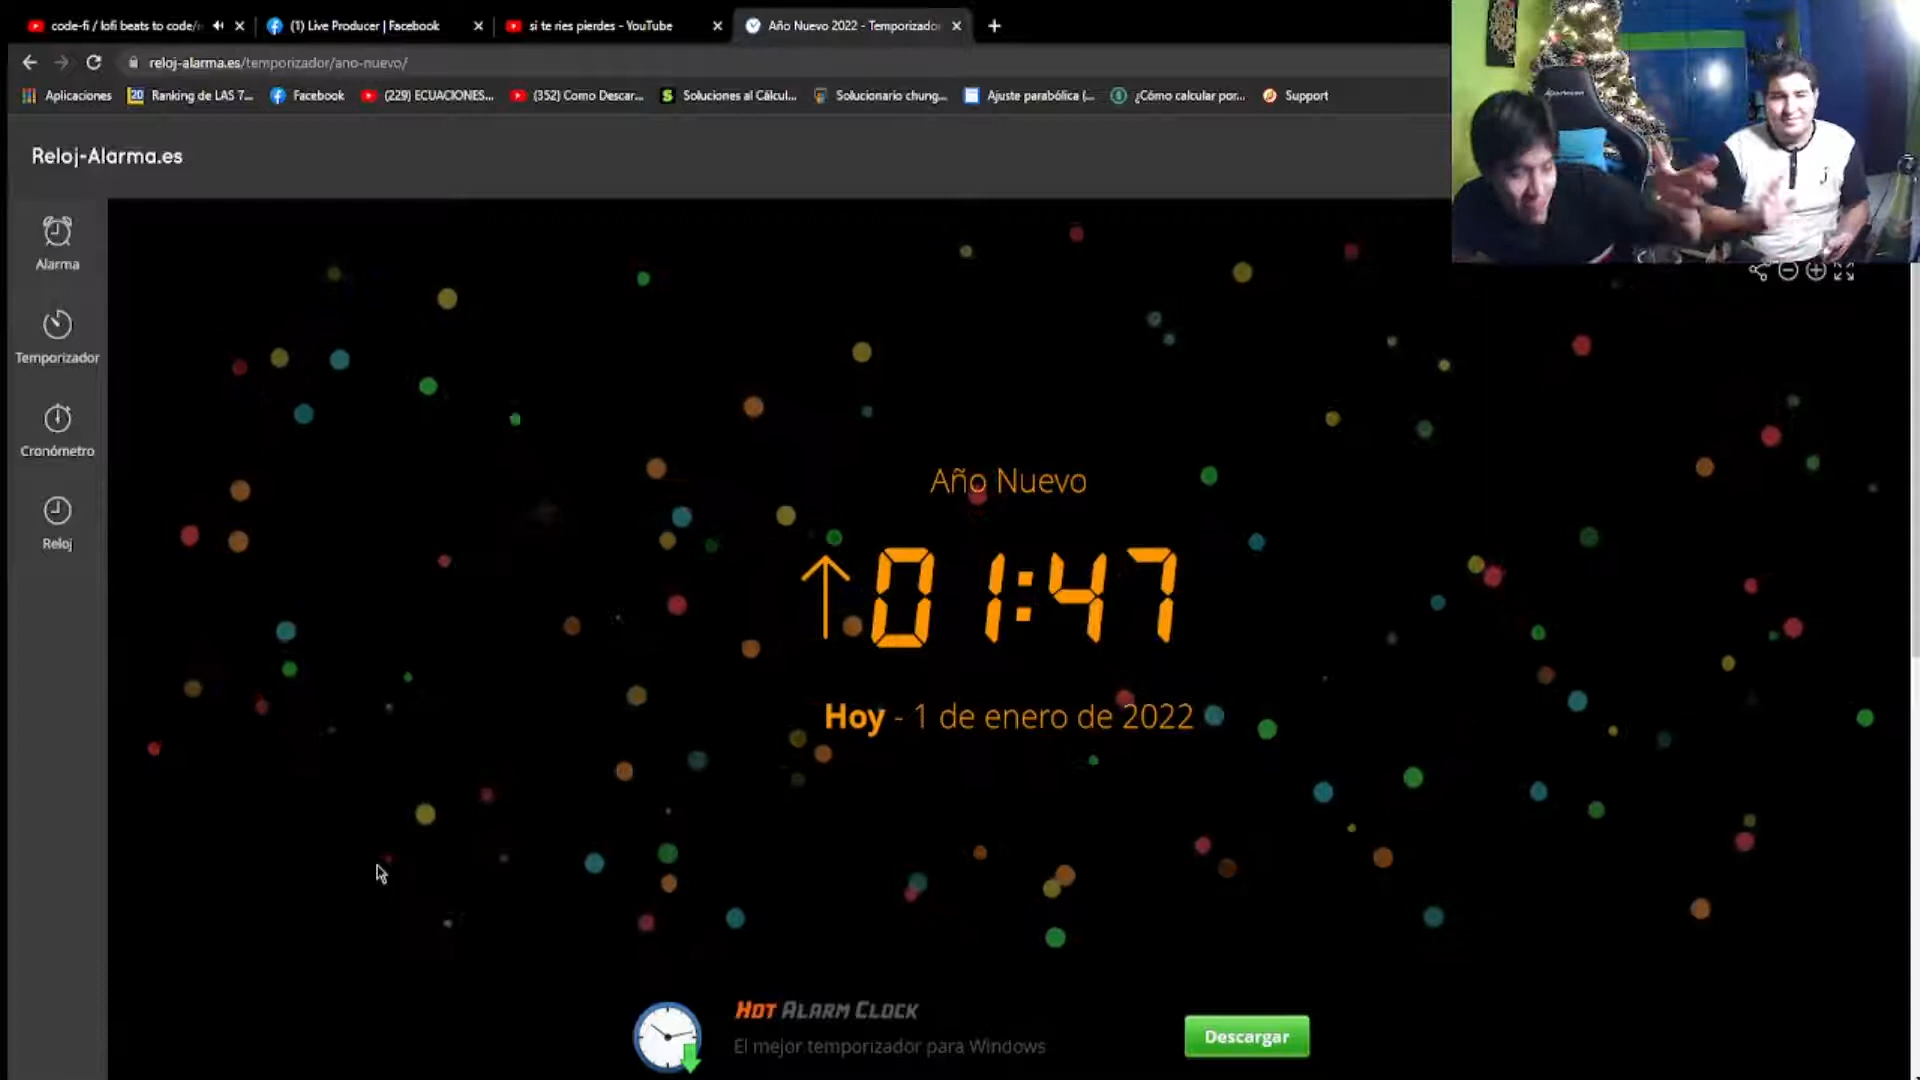 code-fi / lofi beats to code/r
(1) Live Producer | Facebook
si te ries pierdes - YouTube
Año Nuevo 2022 - Temporizador
reloj-alarma.es/temporizador/ano-nuevo/
Aplicaciones
Ranking de LAS 7...
Facebook
(229) ECUACIONES...
(352) Como Descar...
Soluciones al Cálcul...
Solucionario chung...
Ajuste parabólica (...
¿Cómo calcular por...
Support
Reloj-Alarma.es
Alarma
Temporizador
Cronómetro
Reloj
Año Nuevo
01:47
Hoy - 1 de enero de 2022
HOT ALARM CLOCK
El mejor temporizador para Windows
Descargar